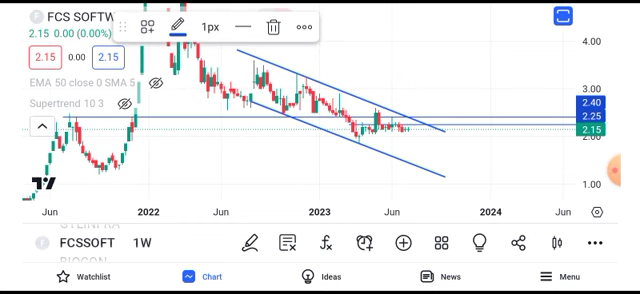 FCS SOFTW
1px
2.15 0.00 (0.00%)
4.00
2.15 0.00 2.15
EMA 50 close 0 SMA 5
3.00
Supertrend 10 3
2.40
2.25
2.15
2.00
1.00
Jun 2022 Jun 2023 Jun 2024 Jun
FCSSOFT 1W
Watchlist Chart Ideas News Menu